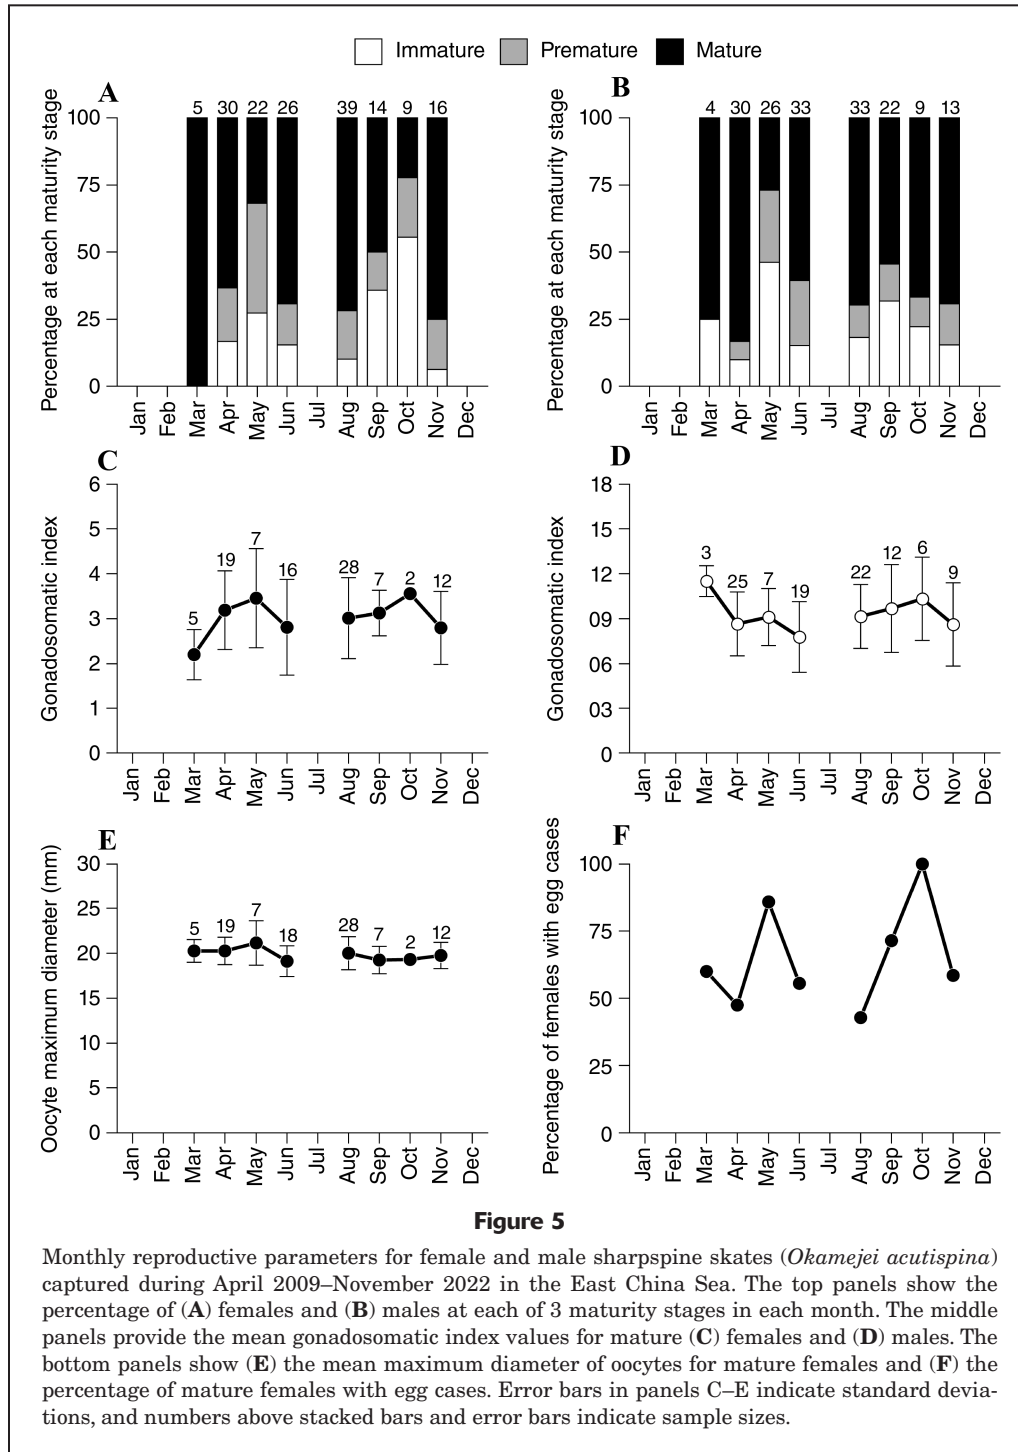 Immature Premature Mature
A
Percentage at each maturity stage
5 30 22 26 39 14 9 16
100
75
50
25
0
Jan Feb Mar Apr May Jun Jul Aug Sep Oct Nov Dec
B
Percentage at each maturity stage
4 30 26 33 33 22 9 13
100
75
50
25
0
Jan Feb Mar Apr May Jun Jul Aug Sep Oct Nov Dec
C
Gonadosomatic index
6
5
4
3
2
1
0
5 19 7 16 28 7 2 12
Jan Feb Mar Apr May Jun Jul Aug Sep Oct Nov Dec
D
Gonadosomatic index
18
15
12
09
06
03
0
3 25 7 19 22 12 6 9
Jan Feb Mar Apr May Jun Jul Aug Sep Oct Nov Dec
E
Oocyte maximum diameter (mm)
30
25
20
15
10
5
0
5 19 7 18 28 7 2 12
Jan Feb Mar Apr May Jun Jul Aug Sep Oct Nov Dec
F
Percentage of females with egg cases
100
75
50
25
0
Jan Feb Mar Apr May Jun Jul Aug Sep Oct Nov Dec
Figure 5
Monthly reproductive parameters for female and male sharpspine skates (Okamejei acutispina)
captured during April 2009–November 2022 in the East China Sea. The top panels show the
percentage of (A) females and (B) males at each of 3 maturity stages in each month. The middle
panels provide the mean gonadosomatic index values for mature (C) females and (D) males. The
bottom panels show (E) the mean maximum diameter of oocytes for mature females and (F) the
percentage of mature females with egg cases. Error bars in panels C–E indicate standard devia-
tions, and numbers above stacked bars and error bars indicate sample sizes.